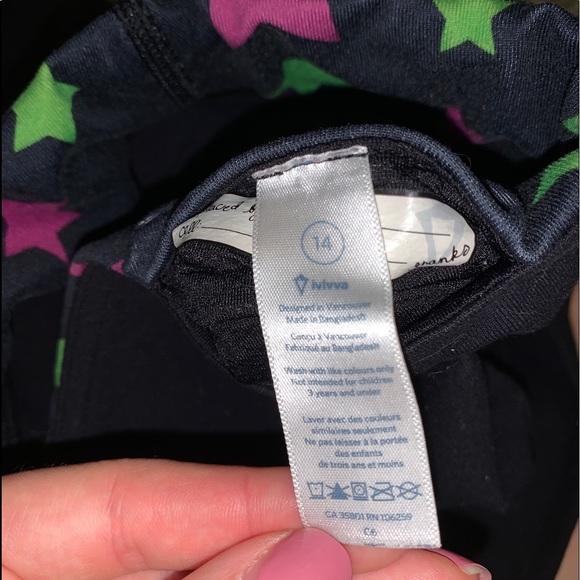 14
ivivva
Designed in Vancouver
Made in Bangladesh
Conçu à Vancouver
Fabriqué au Bangladesh
Wash with like colours only
Not intended for children
3 years and under
Laver avec des couleurs
similaires seulement
Ne pas laisser à la portée
des enfants
de trois ans et moins
CA 35801 RN 106259